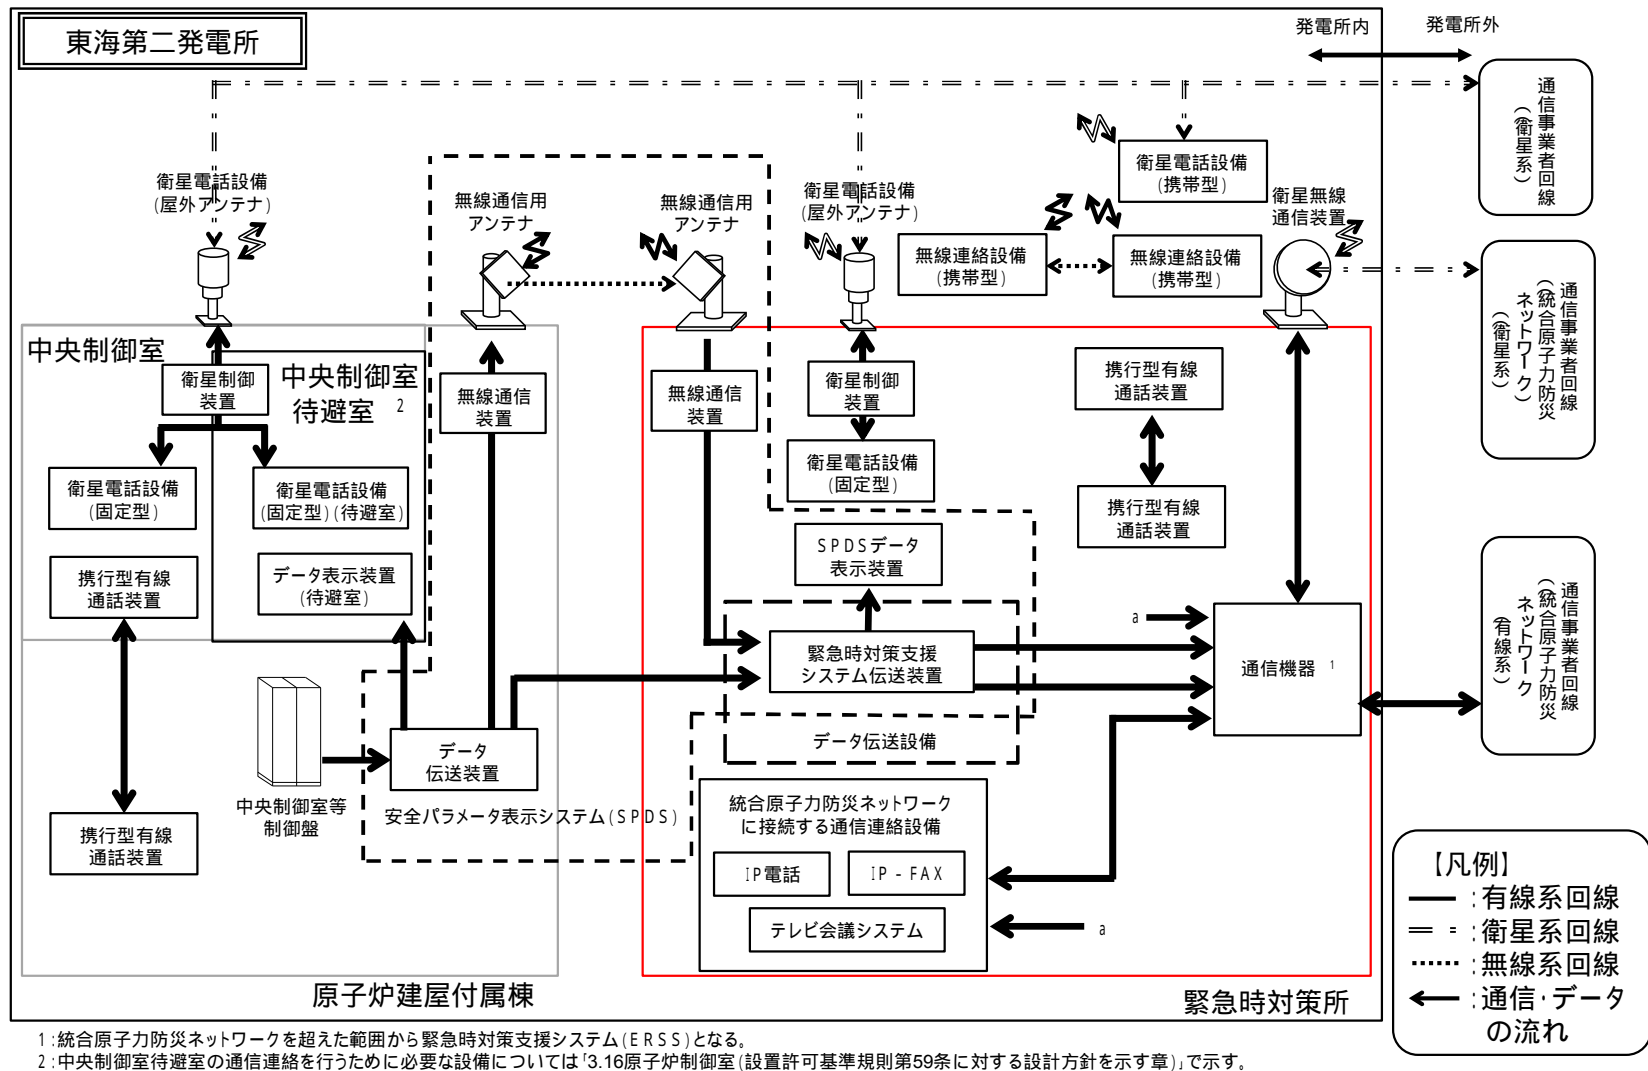 東海第二発電所
発電所内
発電所外
通信事業者回線
(衛星系)
衛星電話設備
(屋外アンテナ)
無線通信用
アンテナ
無線通信用
アンテナ
衛星電話設備
(屋外アンテナ)
衛星電話設備
(携帯型)
無線連絡設備
(携帯型)
無線連絡設備
(携帯型)
衛星無線
通信装置
通信事業者回線
(統合原子力防災
ネットワーク)
(衛星系)
中央制御室
衛星制御
装置
中央制御室
待避室 2
無線通信
装置
無線通信
装置
衛星制御
装置
携行型有線
通話装置
衛星電話設備
(固定型)
衛星電話設備
(固定型)(待避室)
衛星電話設備
(固定型)
携行型有線
通話装置
携行型有線
通話装置
データ表示装置
(待避室)
SPDSデータ
表示装置
通信事業者回線
(統合原子力防災
ネットワーク
(有線系)
a
緊急時対策支援
システム伝送装置
通信機器 1
データ伝送設備
データ
伝送装置
中央制御室等
制御盤
安全パラメータ表示システム(SPDS)
携行型有線
通話装置
統合原子力防災ネットワーク
に接続する通信連絡設備
IP電話
IP-FAX
テレビ会議システム
a
原子炉建屋付属棟
緊急時対策所
【凡例】
:有線系回線
:衛星系回線
:無線系回線
:通信・データ
の流れ
1:統合原子力防災ネットワークを超えた範囲から緊急時対策支援システム(ERSS)となる。
2:中央制御室待避室の通信連絡を行うために必要な設備については「3.16原子炉制御室(設置許可基準規則第59条に対する設計方針を示す章)」で示す。